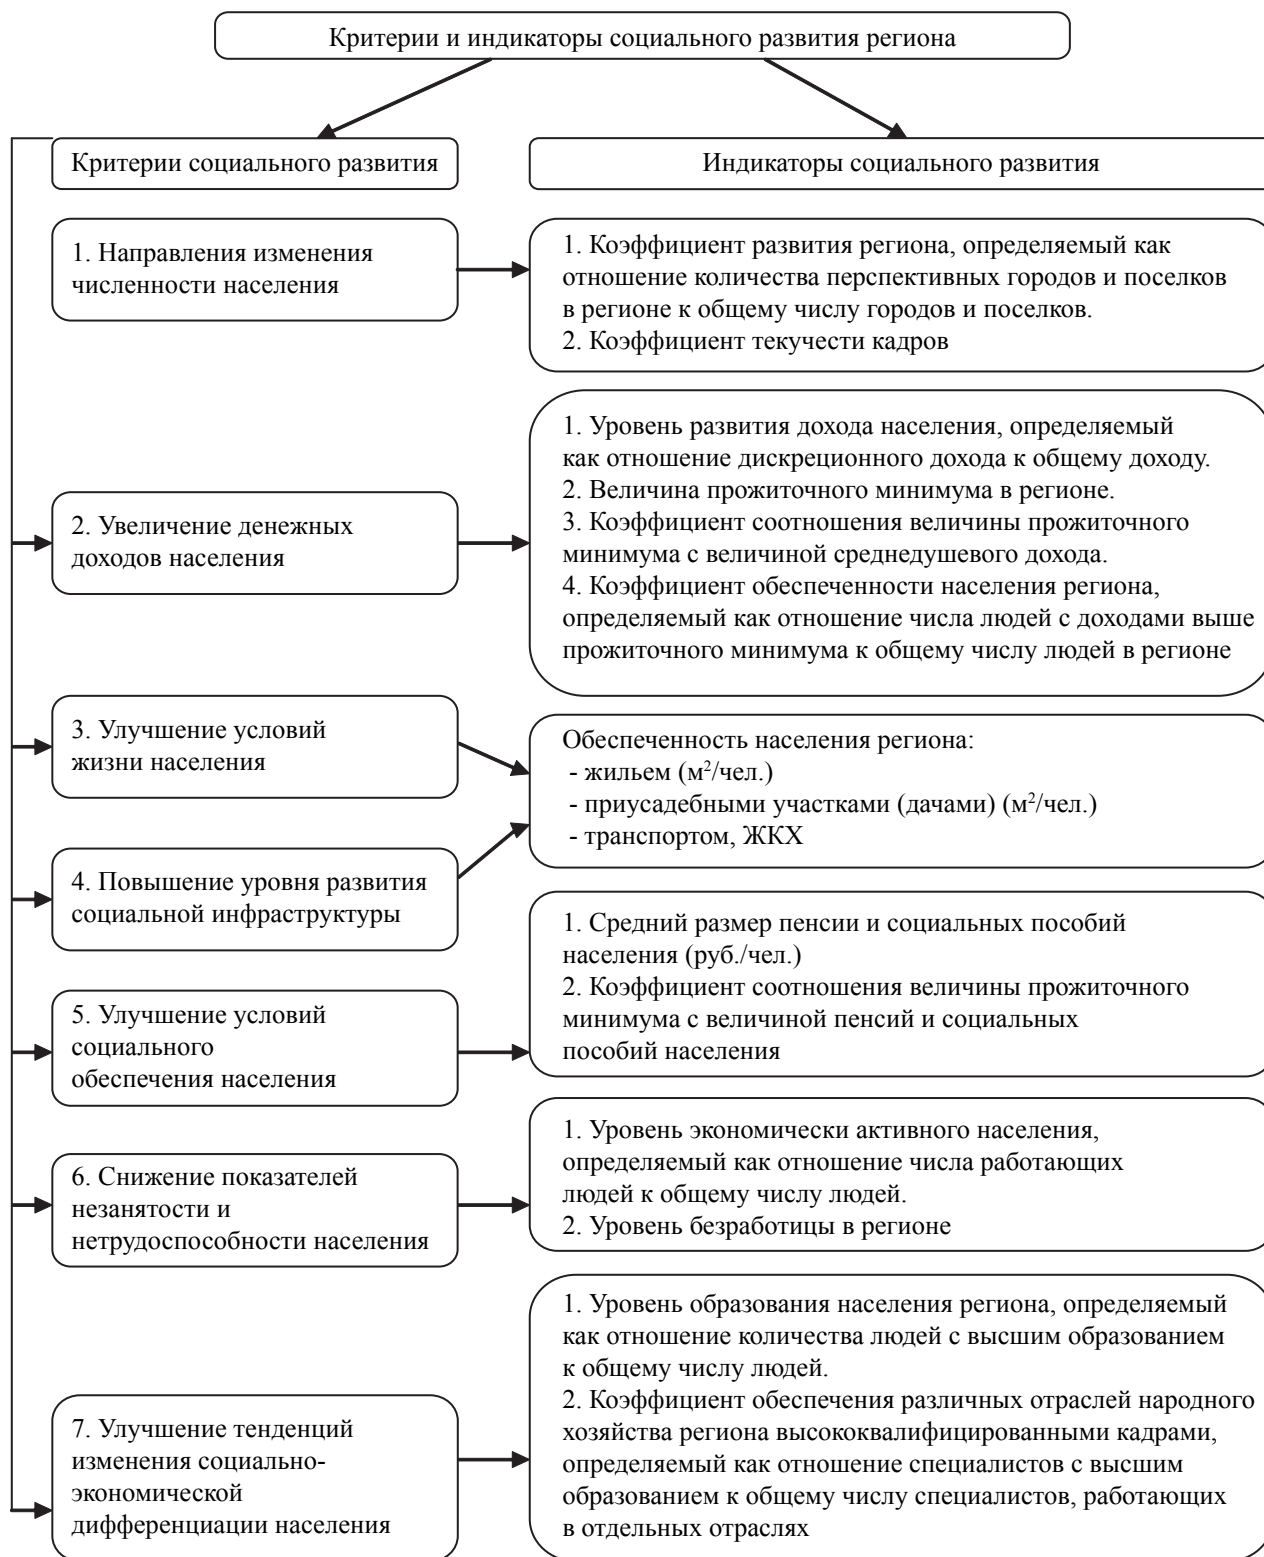 Критерии и индикаторы социального развития региона
Критерии социального развития
Индикаторы социального развития
1. Направления изменения
численности населения
1. Коэффициент развития региона, определяемый как
отношение количества перспективных городов и поселков
в регионе к общему числу городов и поселков.
2. Коэффициент текучести кадров
2. Увеличение денежных
доходов населения
1. Уровень развития дохода населения, определяемый
как отношение дискреционного дохода к общему доходу.
2. Величина прожиточного минимума в регионе.
3. Коэффициент соотношения величины прожиточного
минимума с величиной среднедушевого дохода.
4. Коэффициент обеспеченности населения региона,
определяемый как отношение числа людей с доходами выше
прожиточного минимума к общему числу людей в регионе
3. Улучшение условий
жизни населения
Обеспеченность населения региона:
- жильем (м²/чел.)
- приусадебными участками (дачами) (м²/чел.)
- транспортом, ЖКХ
4. Повышение уровня развития
социальной инфраструктуры
1. Средний размер пенсии и социальных пособий
населения (руб./чел.)
2. Коэффициент соотношения величины прожиточного
минимума с величиной пенсий и социальных
пособий населения
5. Улучшение условий
социального
обеспечения населения
1. Уровень экономически активного населения,
определяемый как отношение числа работающих
людей к общему числу людей.
2. Уровень безработицы в регионе
6. Снижение показателей
незанятости и
нетрудоспособности населения
1. Уровень образования населения региона, определяемый
как отношение количества людей с высшим образованием
к общему числу людей.
2. Коэффициент обеспечения различных отраслей народного
хозяйства региона высококвалифицированными кадрами,
определяемый как отношение специалистов с высшим
образованием к общему числу специалистов, работающих
в отдельных отраслях
7. Улучшение тенденций
изменения социально-
экономической
дифференциации населения